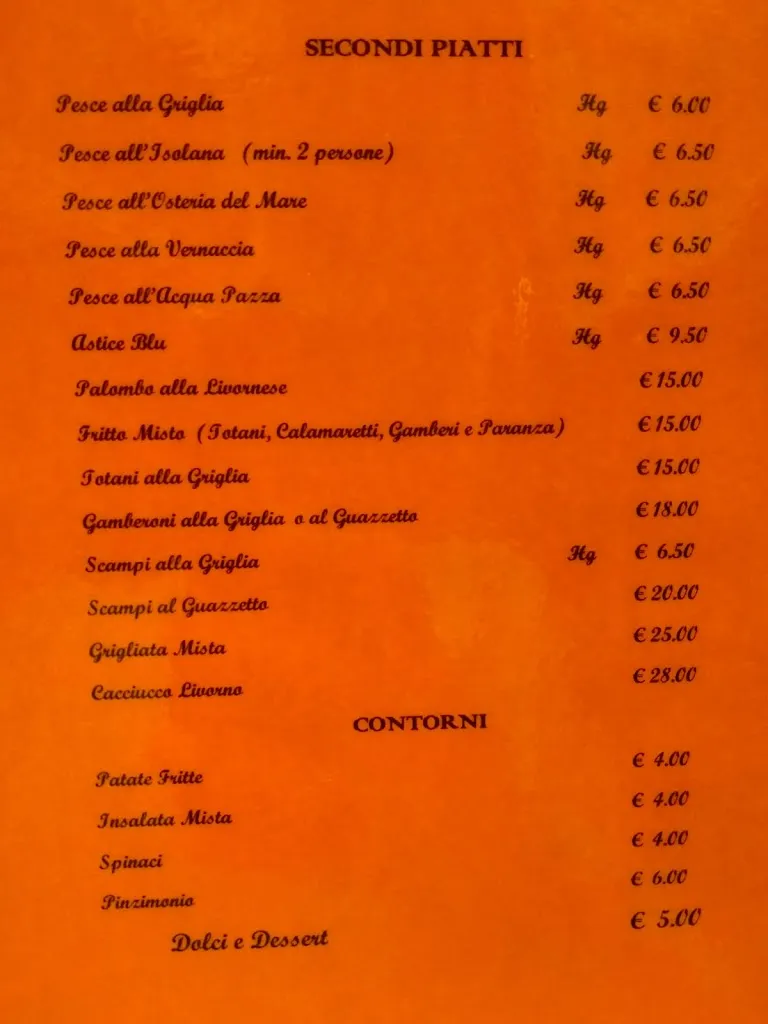 SECONDI PIATTI
Pesce alla Griglia Hg € 6.00
Pesce all'Isolana (min. 2 persone) Hg € 6.50
Pesce all'Osteria del Mare Hg € 6.50
Pesce alla Vernaccia Hg € 6.50
Pesce all'Acqua Pazza Hg € 6.50
Astice Blu Hg € 9.50
Palombo alla Livornese € 15.00
Fritto Misto (Totani, Calamaretti, Gamberi e Paranza) € 15.00
Totani alla Griglia € 15.00
Gamberoni alla Griglia o al Guazzetto € 18.00
Scampi alla Griglia Hg € 6.50
Scampi al Guazzetto € 20.00
Grigliata Mista € 25.00
Cacciucco Livorno € 28.00
CONTORNI
Patate Fritte € 4.00
Insalata Mista € 4.00
Spinaci € 4.00
Pinzimonio € 6.00
Dolci e Dessert € 5.00